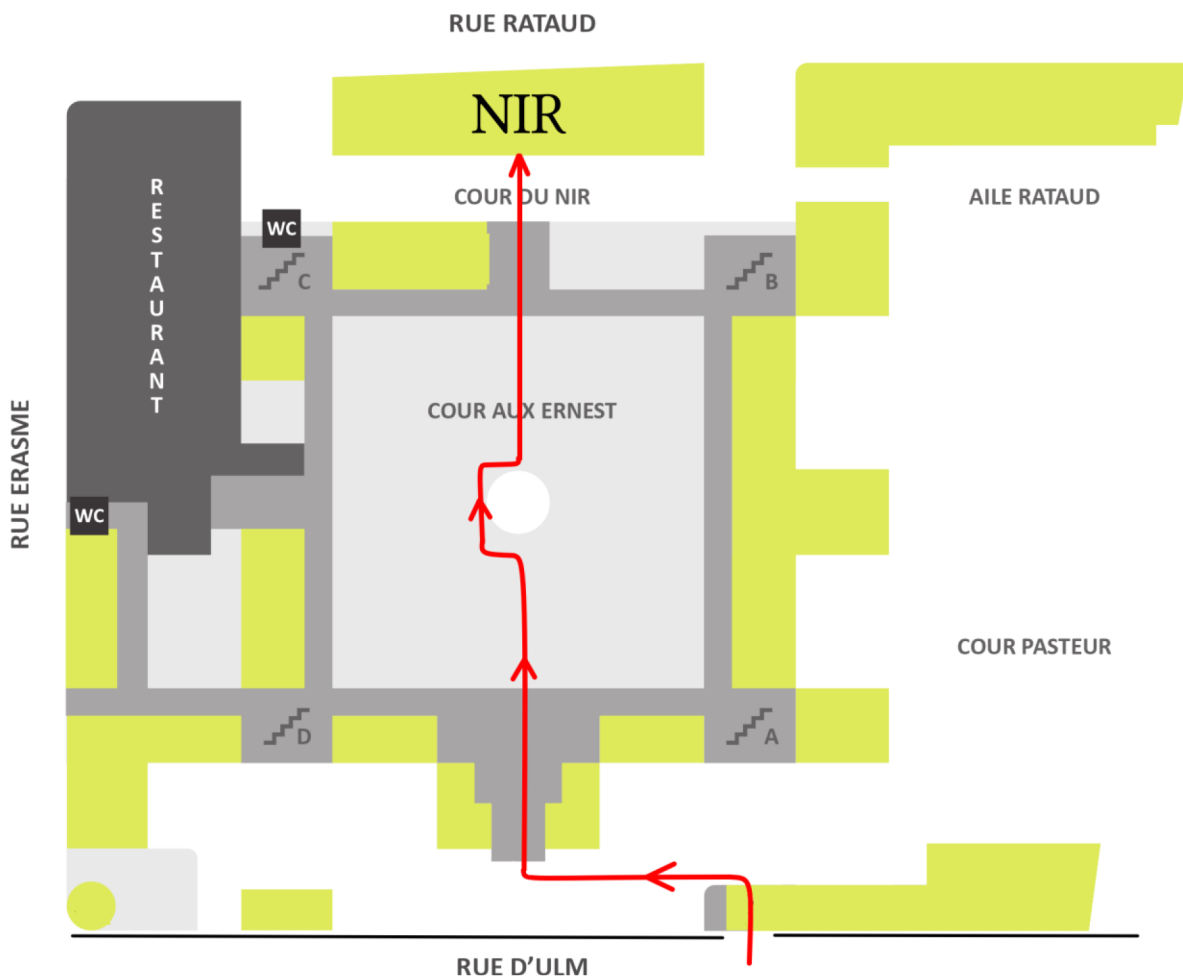 RUE RATAUD
NIR
COUR DU NIR
AILE RATAUD
RESTAURANT
WC
C
B
COUR AUX ERNEST
RUE ERASME
WC
COUR PASTEUR
D
A
RUE D'ULM